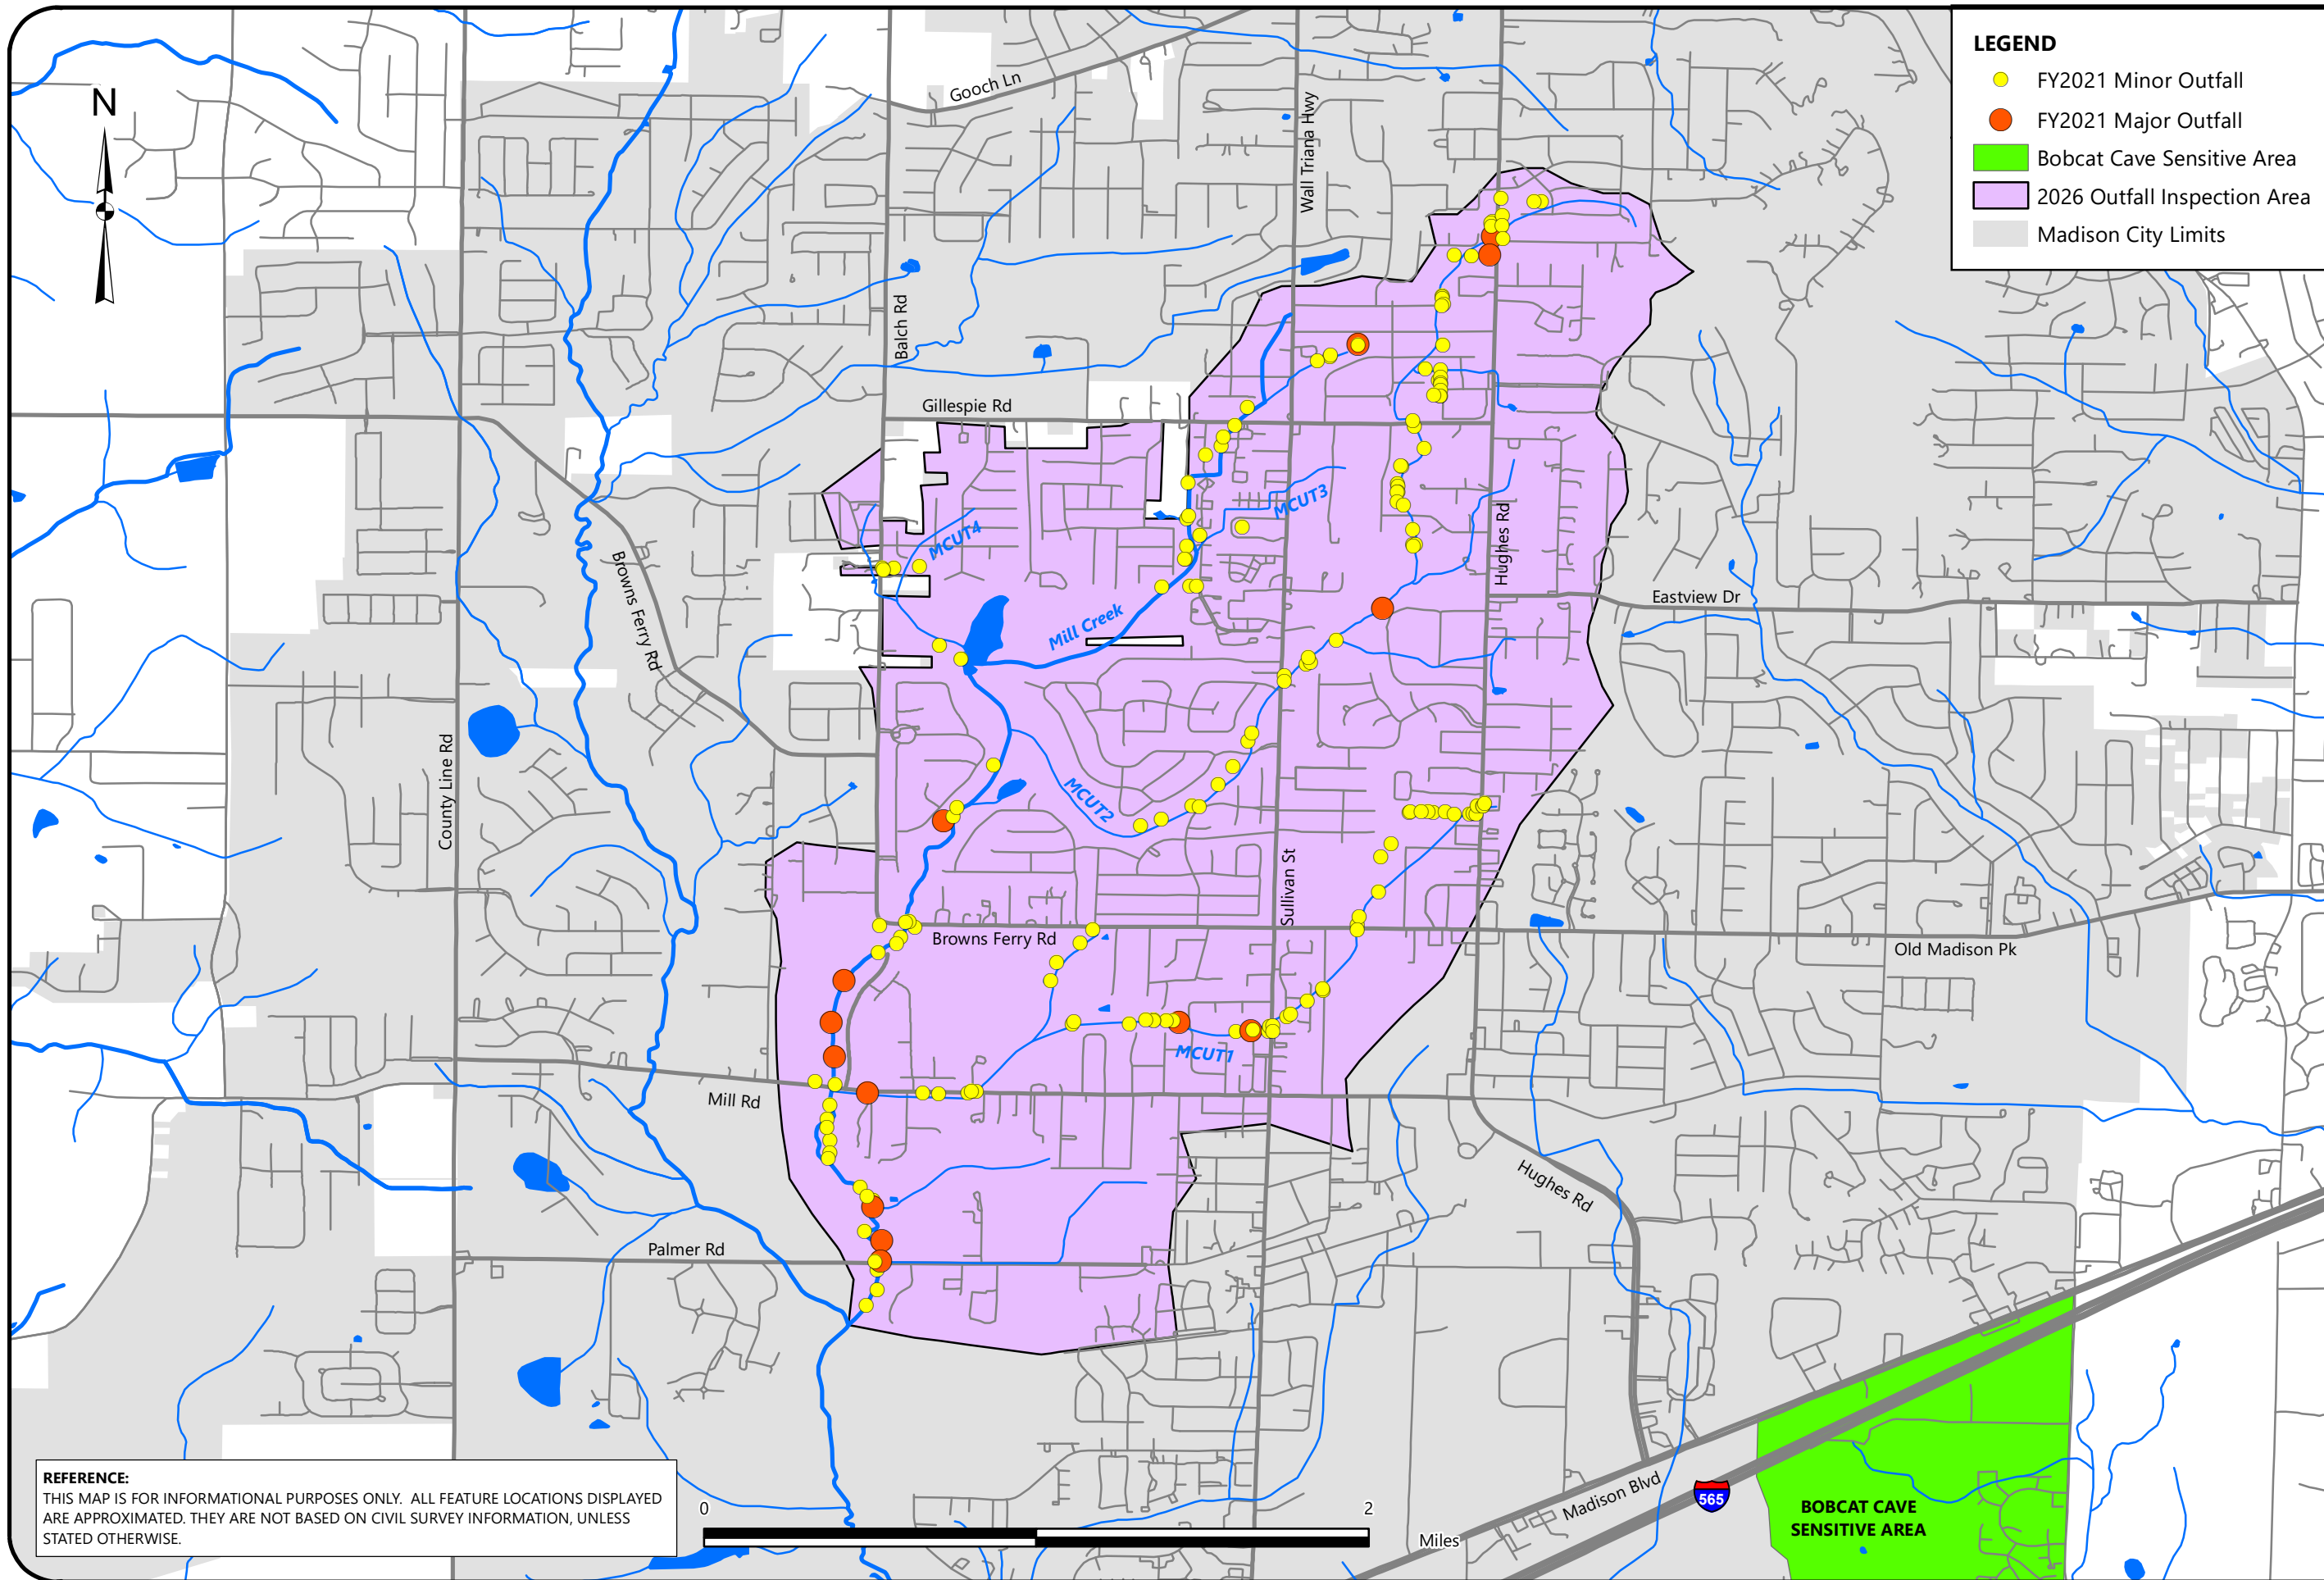 LEGEND
FY2021 Minor Outfall
FY2021 Major Outfall
Bobcat Cave Sensitive Area
2026 Outfall Inspection Area
Madison City Limits
N
Gooch Ln
Wall Triana Hwy
Balch Rd
Gillespie Rd
MCUT3
MCUT4
Hughes Rd
Browns Ferry Rd
Eastview Dr
Mill Creek
County Line Rd
MCUT2
Sullivan St
Browns Ferry Rd
Old Madison Pk
MCUT1
Mill Rd
Hughes Rd
Palmer Rd
Madison Blvd
565
BOBCAT CAVE
SENSITIVE AREA
REFERENCE:
THIS MAP IS FOR INFORMATIONAL PURPOSES ONLY. ALL FEATURE LOCATIONS DISPLAYED
ARE APPROXIMATED. THEY ARE NOT BASED ON CIVIL SURVEY INFORMATION, UNLESS
STATED OTHERWISE.
0 2
Miles